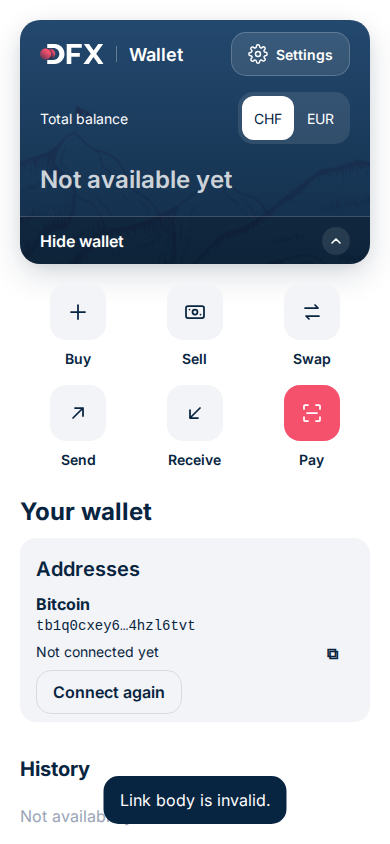 DFX Wallet Settings
Total balance CHF EUR
Not available yet
Hide wallet
Buy Sell Swap
Send Receive Pay
Your wallet
Addresses
Bitcoin
tb1q0cxey6…4hzl6tvt
Not connected yet
Connect again
History
Not
Link body is invalid.